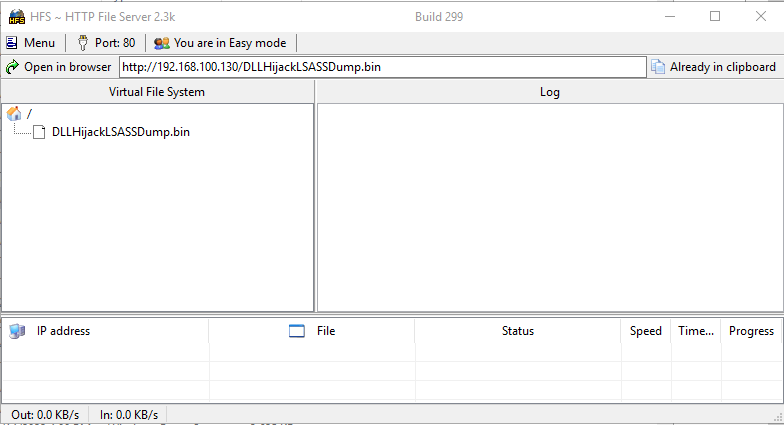 HFS ~ HTTP File Server 2.3k Build 299
Menu Port: 80 You are in Easy mode
Open in browser http://192.168.100.130/DLLHijackLSASSDump.bin Already in clipboard
Virtual File System Log
/
DLLHijackLSASSDump.bin
IP address File Status Speed Time... Progress
Out: 0.0 KB/s In: 0.0 KB/s